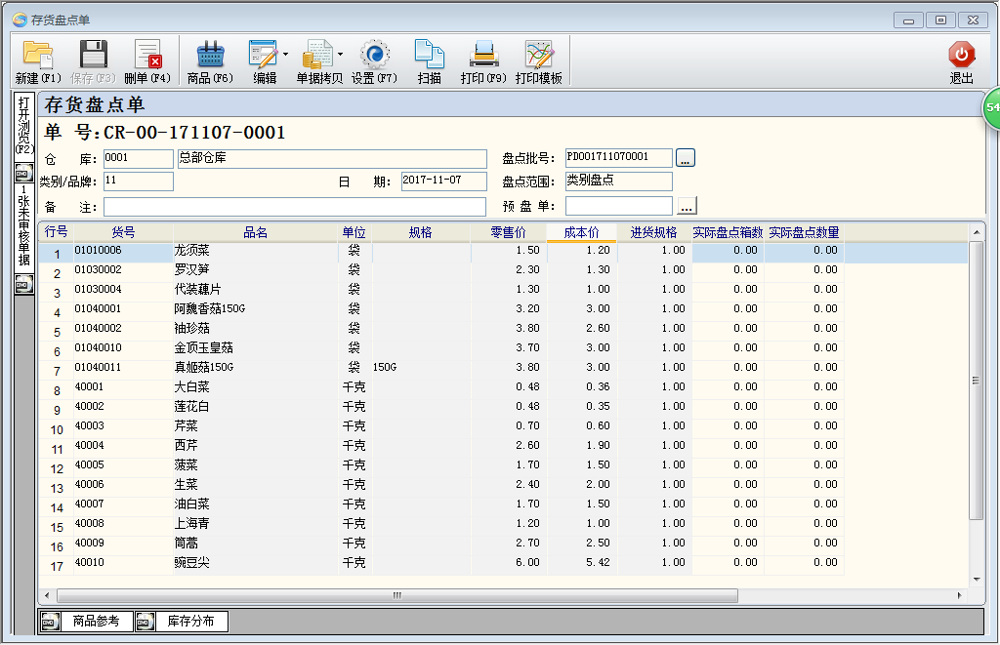 存货盘点单
新建(F1) 保存(F3) 删单(F4) 商品(F6) 编辑 单据拷贝 设置(F7) 扫描 打印(F9) 打印模板 退出
打开浏览(F2)
1张未审核单据
54
存货盘点单
单 号:CR-00-171107-0001
仓 库: 0001 总部仓库 盘点批号: PD001711070001 ...
类别/品牌: 11 日 期: 2017-11-07 盘点范围: 类别盘点
备 注: 预 盘 单: ...
行号 货号 品名 单位 规格 零售价 成本价 进货规格 实际盘点箱数 实际盘点数量
1 01010006 龙须菜 袋 1.50 1.20 1.00 0.00 0.00
2 01030002 罗汉笋 袋 2.30 1.30 1.00 0.00 0.00
3 01030004 代装藕片 袋 1.30 1.00 1.00 0.00 0.00
4 01040001 阿魏香菇150G 袋 3.20 3.00 1.00 0.00 0.00
5 01040002 袖珍菇 袋 3.80 2.60 1.00 0.00 0.00
6 01040010 金顶玉皇菇 袋 3.70 3.00 1.00 0.00 0.00
7 01040011 真姬菇150G 袋 150G 3.80 3.00 1.00 0.00 0.00
8 40001 大白菜 千克 0.48 0.36 1.00 0.00 0.00
9 40002 莲花白 千克 0.48 0.35 1.00 0.00 0.00
10 40003 芹菜 千克 0.70 0.60 1.00 0.00 0.00
11 40004 西芹 千克 2.60 1.90 1.00 0.00 0.00
12 40005 菠菜 千克 1.70 1.50 1.00 0.00 0.00
13 40006 生菜 千克 2.40 2.00 1.00 0.00 0.00
14 40007 油白菜 千克 1.70 1.50 1.00 0.00 0.00
15 40008 上海青 千克 1.20 1.00 1.00 0.00 0.00
16 40009 筒蒿 千克 2.70 2.50 1.00 0.00 0.00
17 40010 豌豆尖 千克 6.00 5.42 1.00 0.00 0.00
商品参考 库存分布